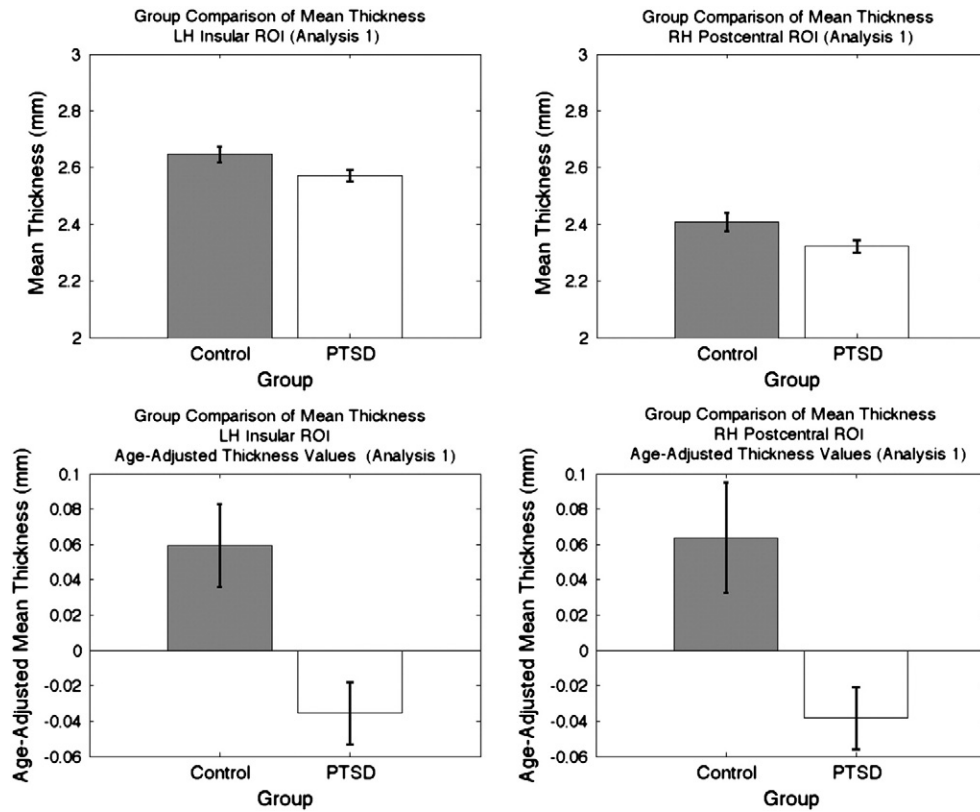 Group Comparison of Mean Thickness
LH Insular ROI (Analysis 1)
3
2.8
2.6
2.4
2.2
2
Mean Thickness (mm)
Control PTSD
Group
Group Comparison of Mean Thickness
RH Postcentral ROI (Analysis 1)
3
2.8
2.6
2.4
2.2
2
Mean Thickness (mm)
Control PTSD
Group
Group Comparison of Mean Thickness
LH Insular ROI
Age-Adjusted Thickness Values (Analysis 1)
0.1
0.08
0.06
0.04
0.02
0
-0.02
-0.04
-0.06
Age-Adjusted Mean Thickness (mm)
Control PTSD
Group
Group Comparison of Mean Thickness
RH Postcentral ROI
Age-Adjusted Thickness Values (Analysis 1)
0.1
0.08
0.06
0.04
0.02
0
-0.02
-0.04
-0.06
Age-Adjusted Mean Thickness (mm)
Control PTSD
Group